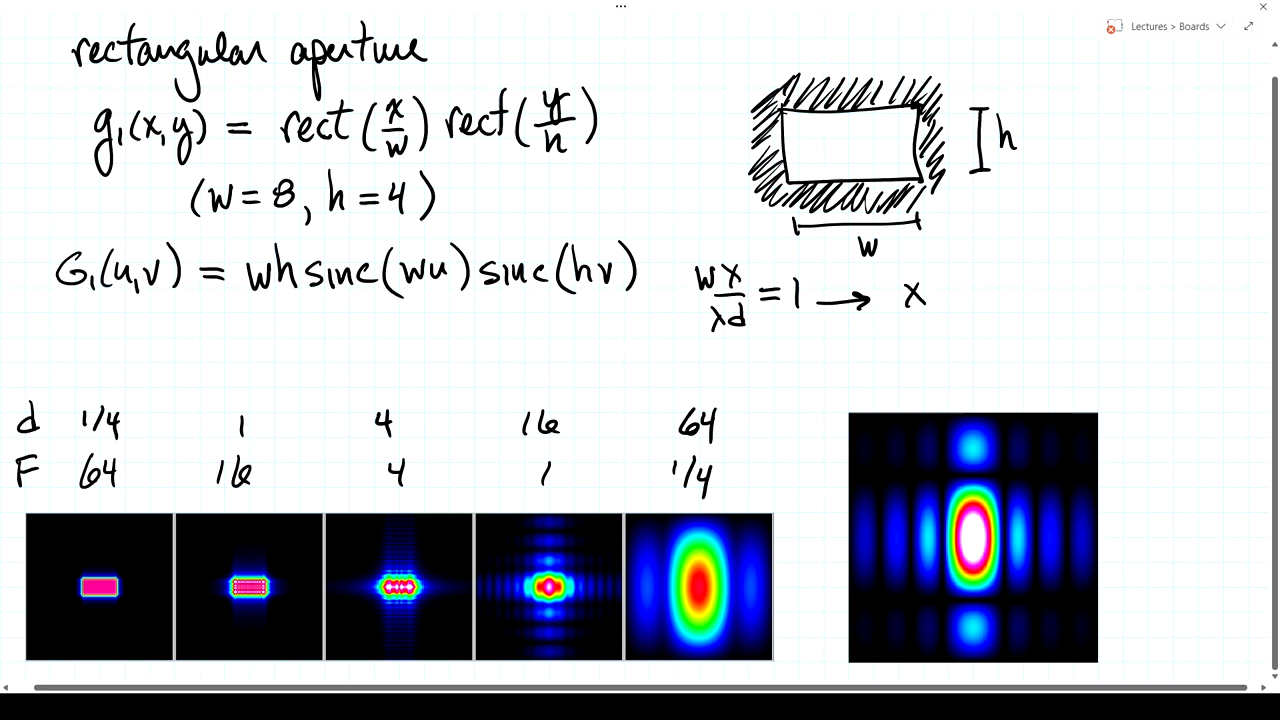 Lectures > Boards
rectangular aperture
g₁(x,y) = rect(x/w) rect(y/h)
(w=8, h=4)
h
w
G₁(u,v) = wh sinc(wu) sinc(hv)
wx/λd = 1 → x
d 1/4 1 4 16 64
F 64 16 4 1 1/4